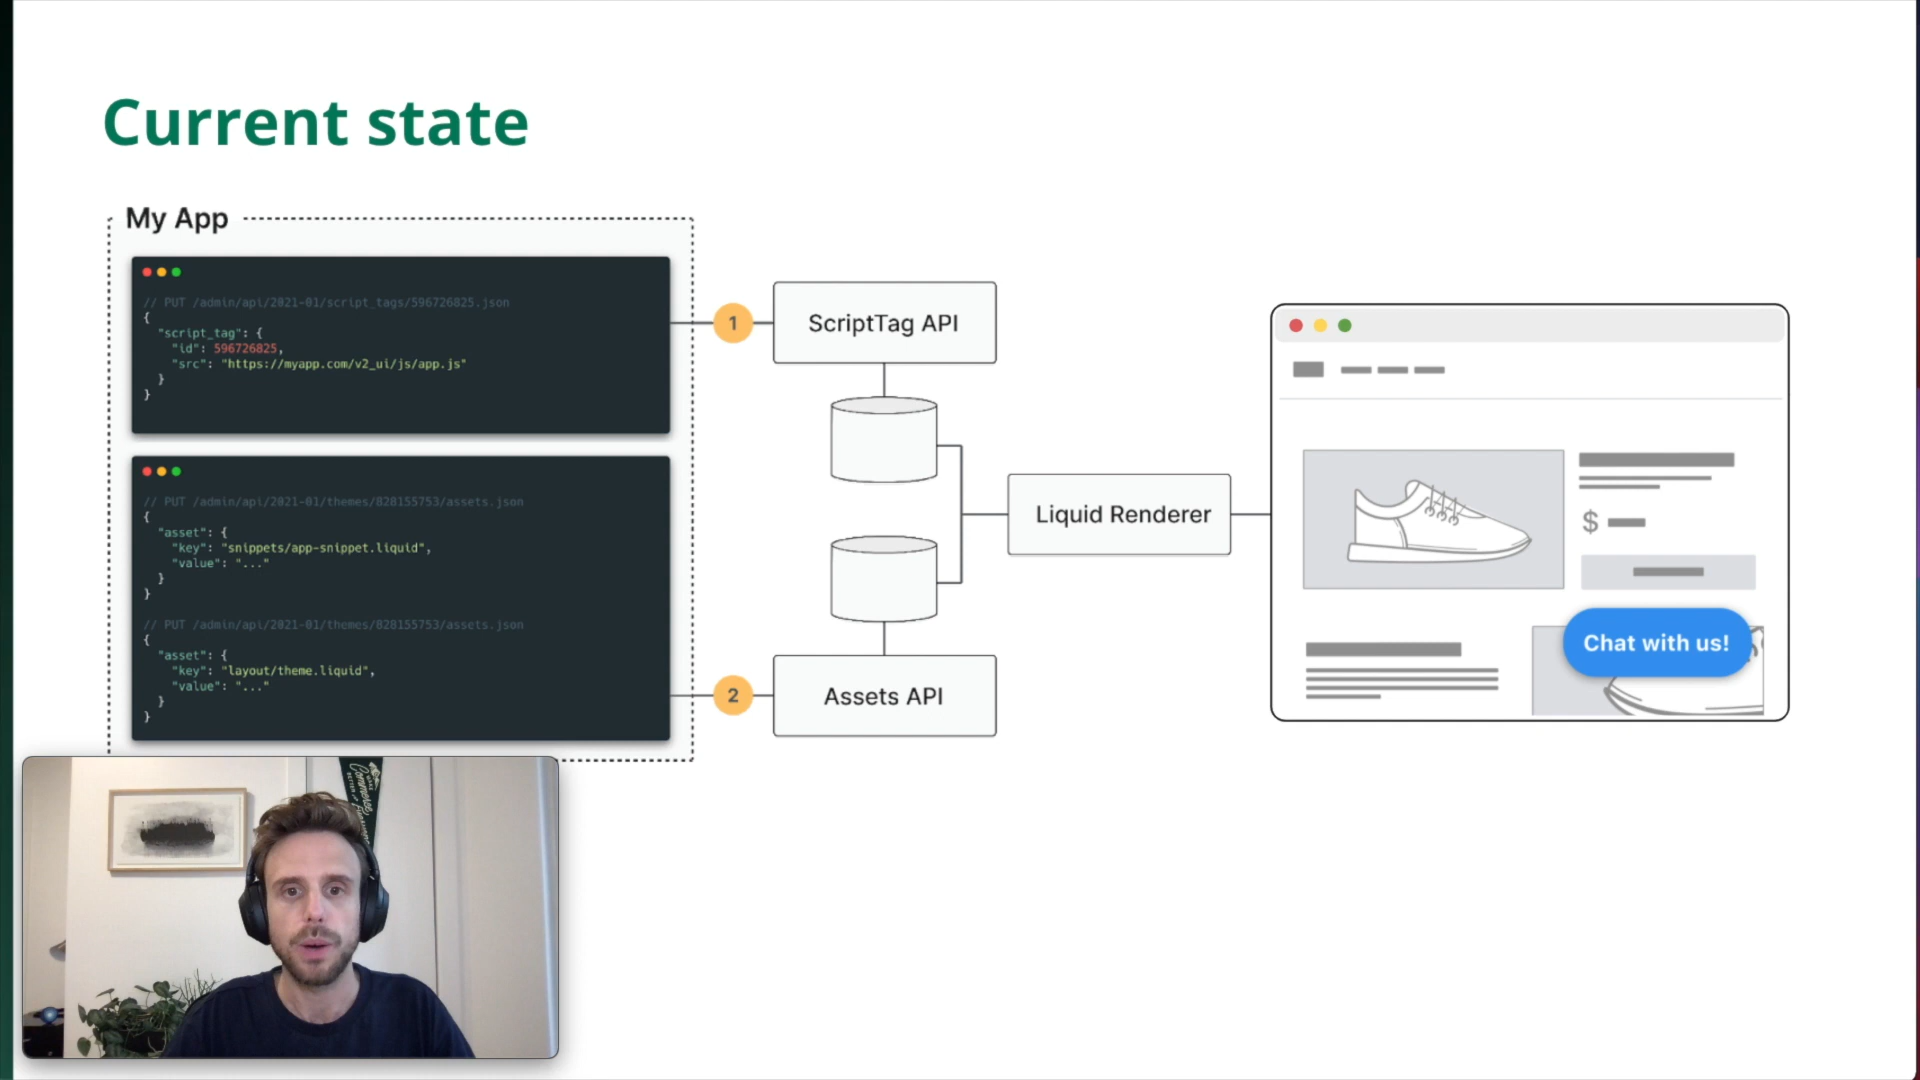 Current state
My App
// PUT /admin/api/2021-01/script_tags/596726825.json
{
"script_tag": {
"id": 596726825,
"src": "https://myapp.com/v2_ui/js/app.js"
}
}
// PUT /admin/api/2021-01/themes/828155753/assets.json
{
"asset": {
"key": "snippets/app-snippet.liquid",
"value": "..."
}
}
// PUT /admin/api/2021-01/themes/828155753/assets.json
{
"asset": {
"key": "layout/theme.liquid",
"value": "..."
}
}
1
ScriptTag API
2
Assets API
Liquid Renderer
$
Chat with us!
Commerce